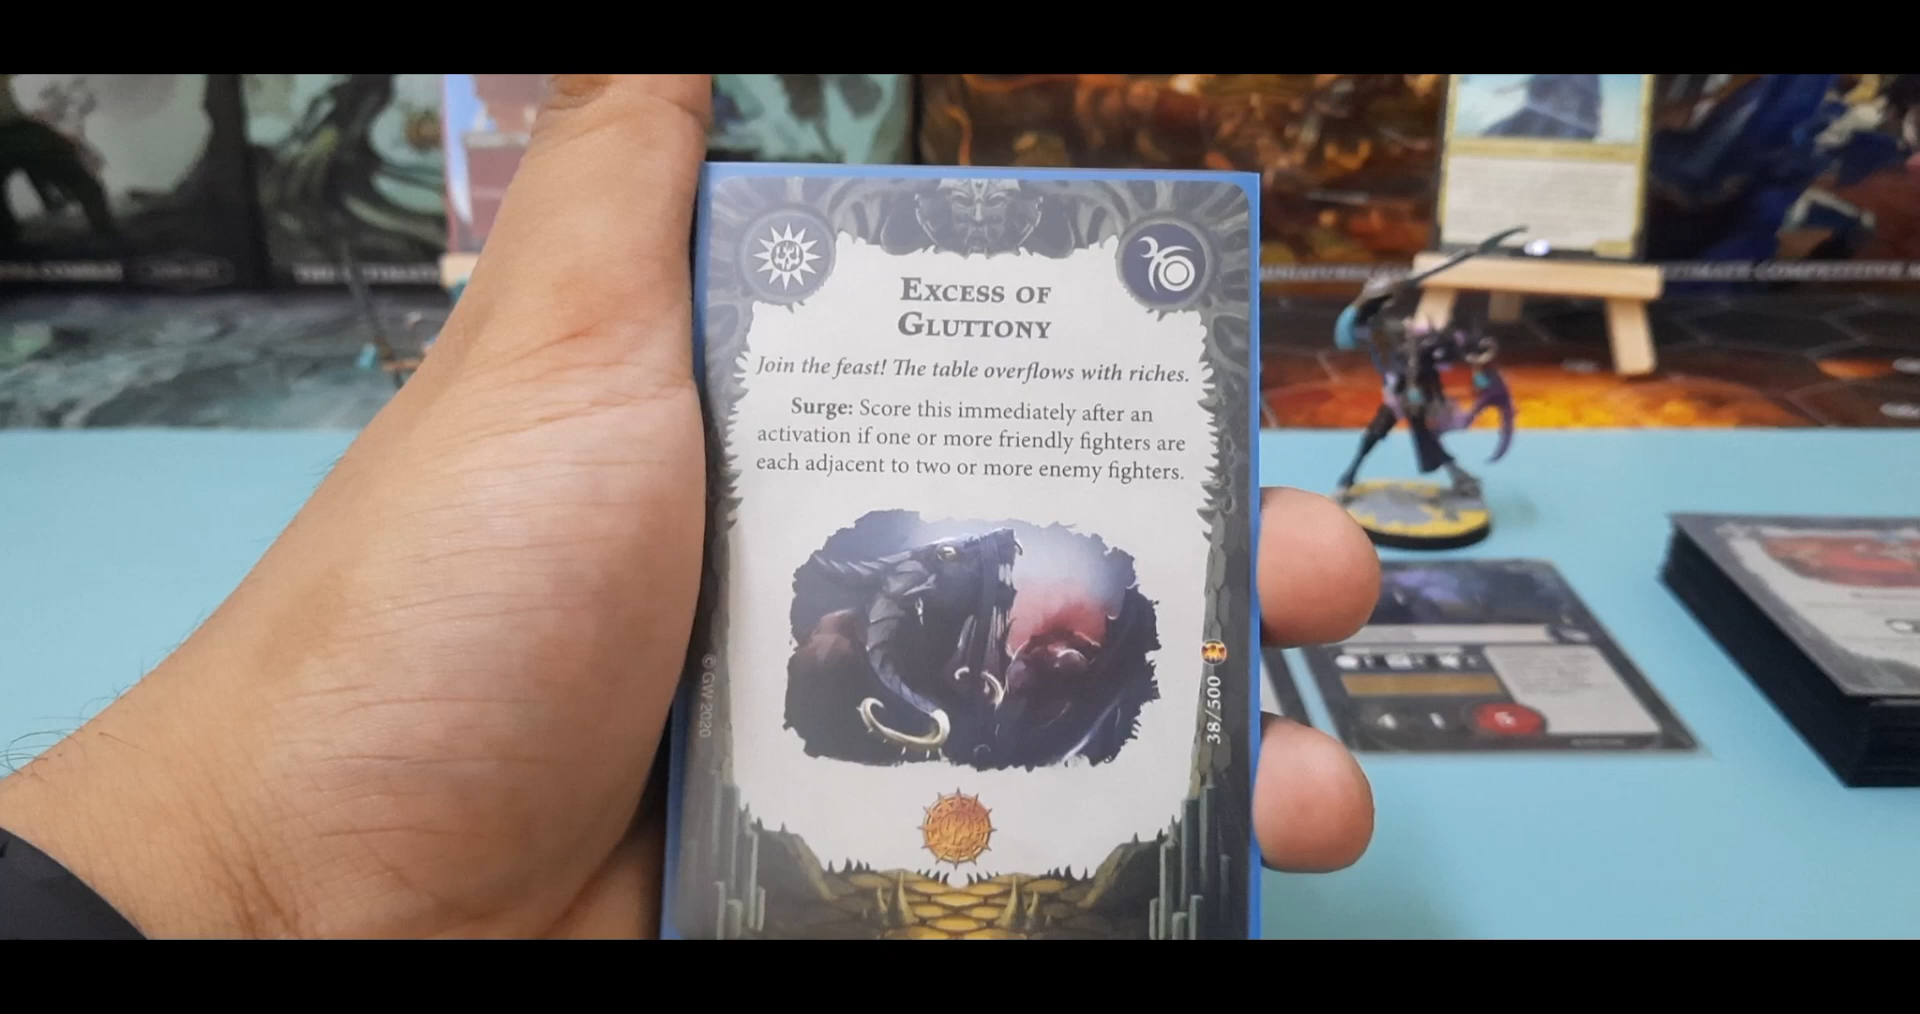 EXCESS OF
GLUTTONY
Join the feast! The table overflows with riches.
Surge: Score this immediately after an
activation if one or more friendly fighters are
each adjacent to two or more enemy fighters.
© GW 2020
38/500